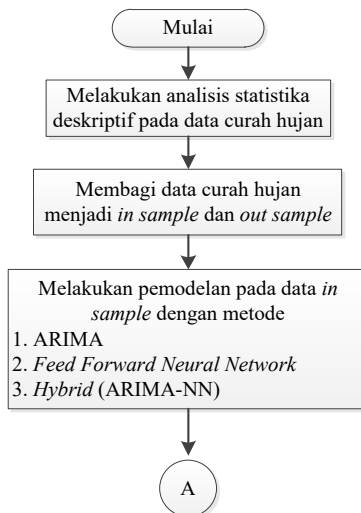 Mulai
Melakukan analisis statistika
deskriptif pada data curah hujan
Membagi data curah hujan
menjadi in sample dan out sample
Melakukan pemodelan pada data in
sample dengan metode
1. ARIMA
2. Feed Forward Neural Network
3. Hybrid (ARIMA-NN)
A